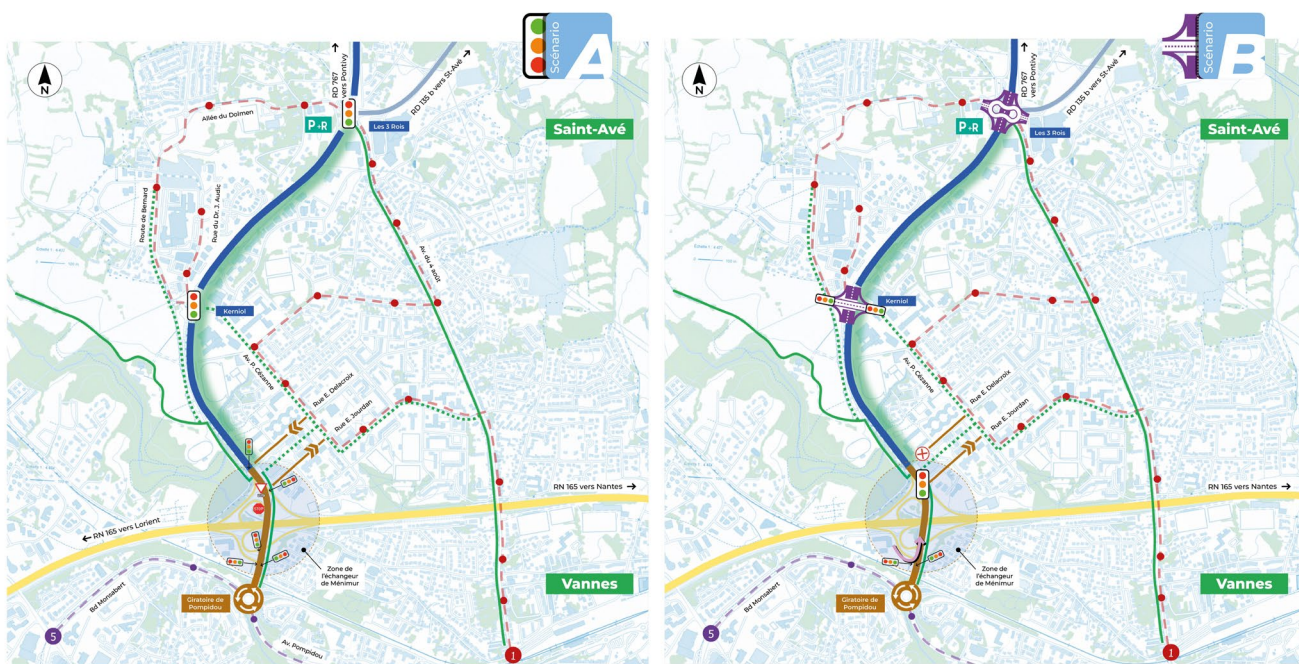 Scénario
A
N
RD 767
vers Pontivy
RD 135 b vers St-Avé
Allée du Dolmen
P+R
Les 3 Rois
Saint-Avé
Route de Bernard
Rue du Dr. J. Audic
Av. du 4 août
Kerniol
Av. P. Cézanne
Rue E. Delacroix
Rue E. Jourdan
STOP
RN 165 vers Nantes
RN 165 vers Lorient
Zone de
l'échangeur
de Ménimur
Vannes
Bd Monsabert
Giratoire de
Pompidou
Av. Pompidou
5
1
Scénario
B
N
RD 767
vers Pontivy
RD 135 b vers St-Avé
P+R
Les 3 Rois
Saint-Avé
Kerniol
Av. P. Cézanne
Rue E. Delacroix
Rue E. Jourdan
RN 165 vers Nantes
Zone de
l'échangeur
de Ménimur
Vannes
Bd Monsabert
Giratoire de
Pompidou
5
1